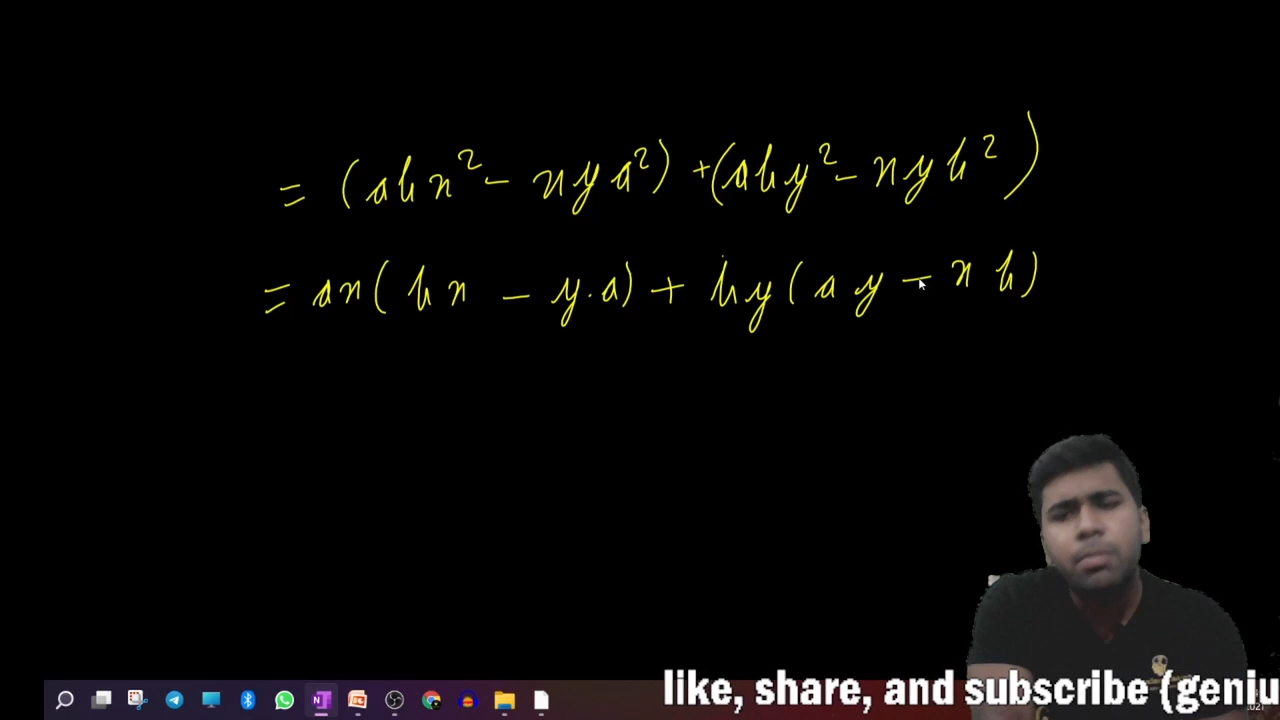 = (abx² - xya²) + (aby² - xyb²)
= ax(bx - y.a) + by(ay - xb)
like, share, and subscribe (geniu